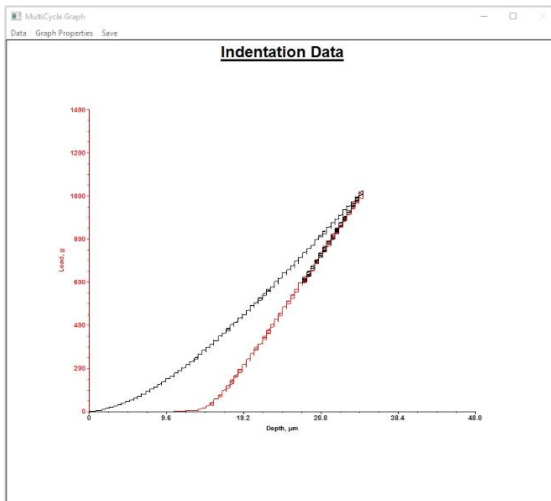 MultiCycle Graph
Data Graph Properties Save
Indentation Data
1400
1200
1000
800
600
400
200
0
Load, g
0 9.6 19.2 28.8 38.4 48.0
Depth, µm